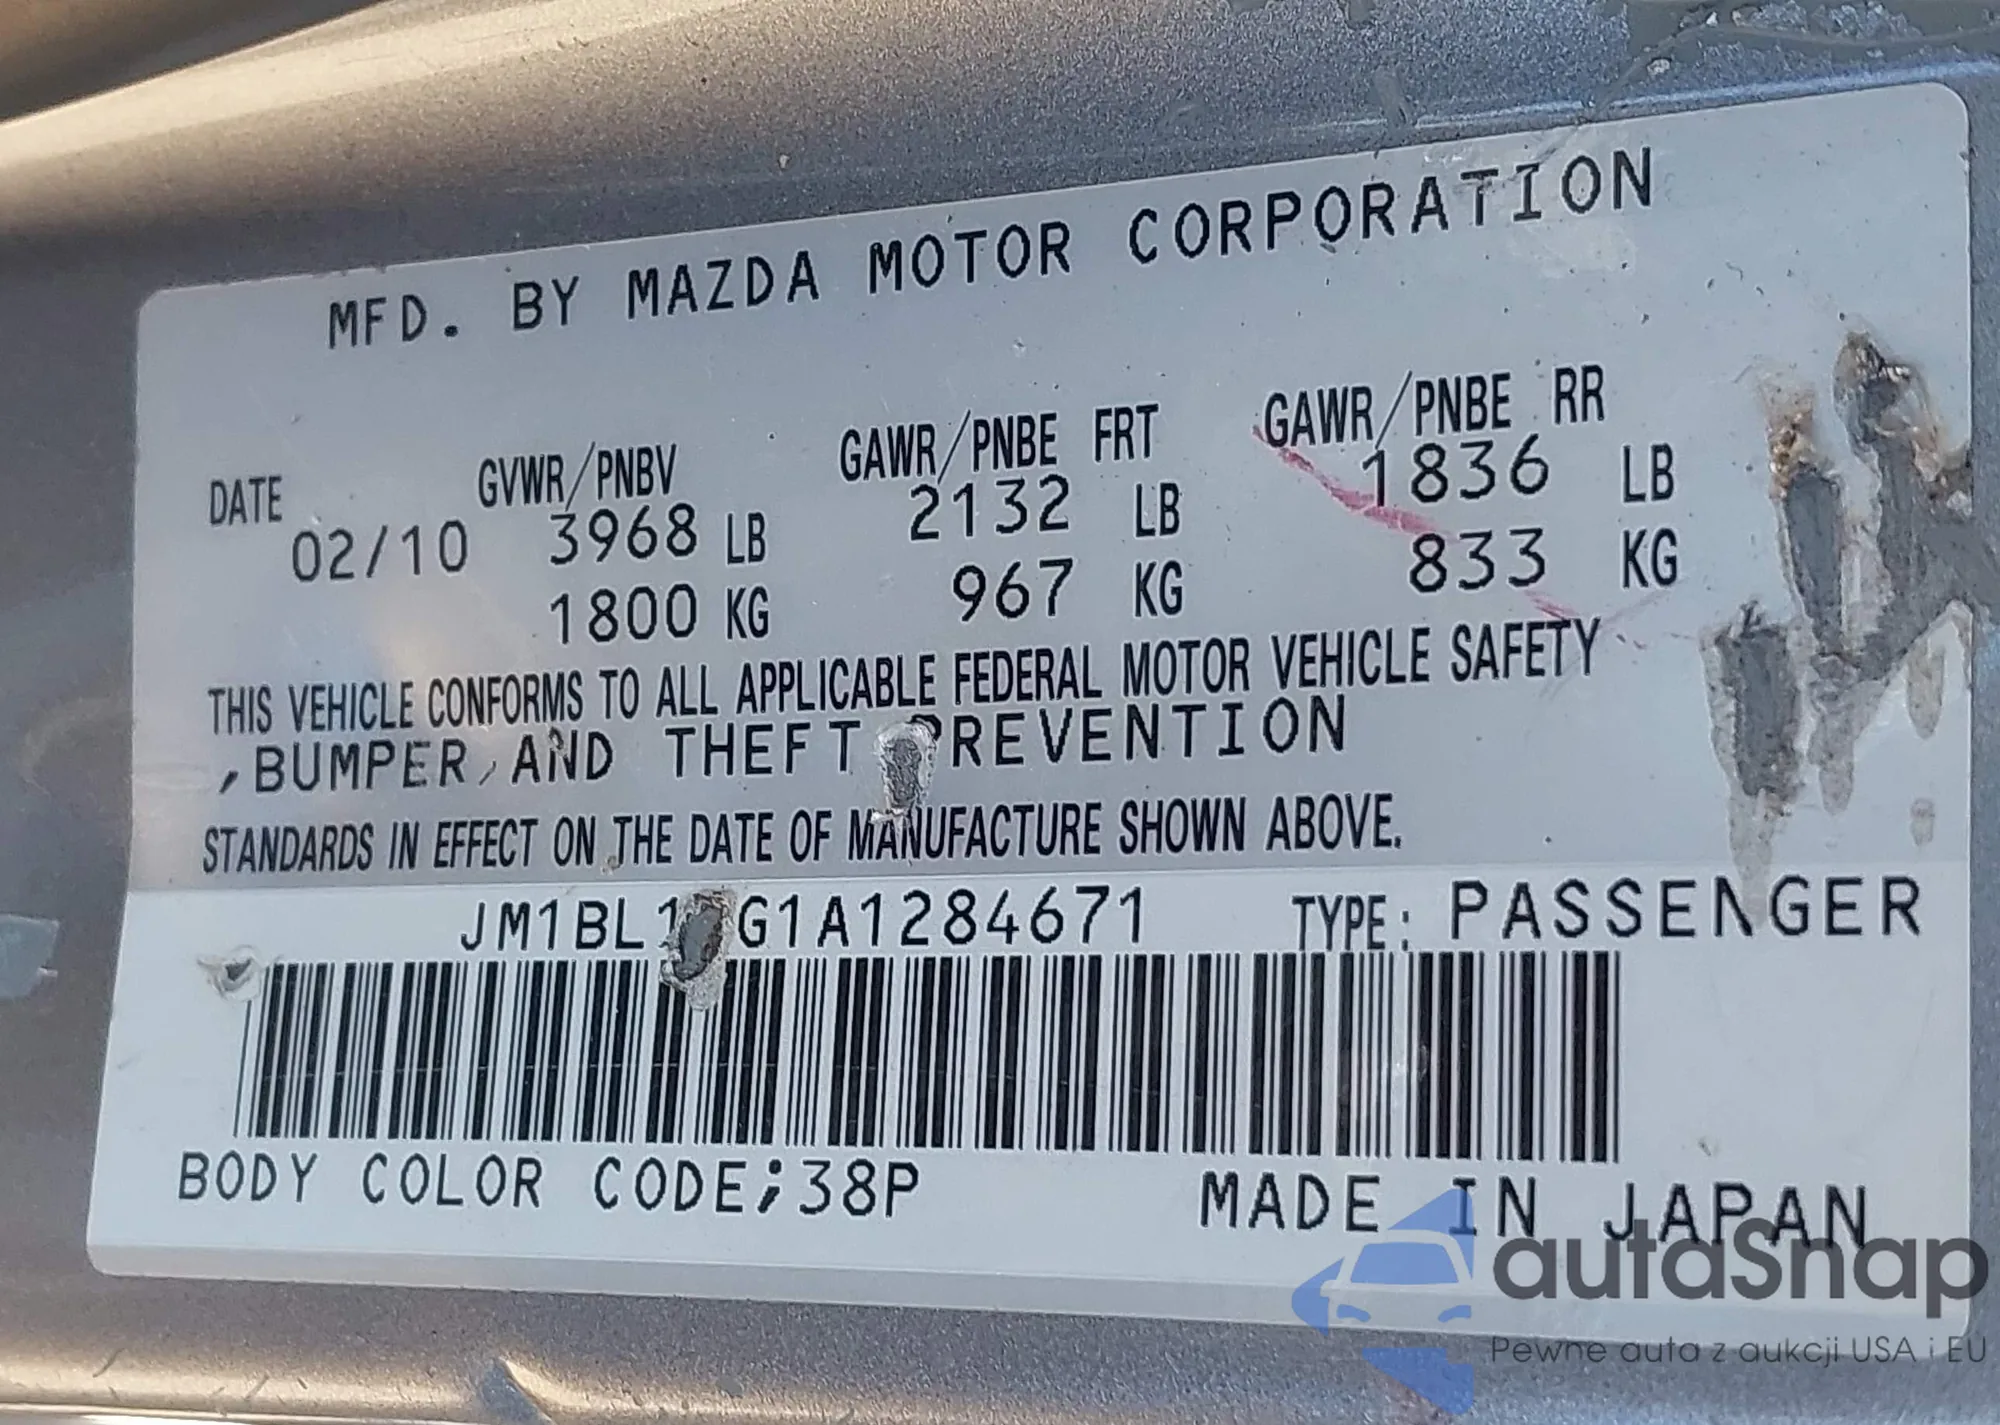 MFD. BY MAZDA MOTOR CORPORATION
DATE GVWR/PNBV GAWR/PNBE FRT GAWR/PNBE RR
02/10 3968 LB 2132 LB 1836 LB
1800 KG 967 KG 833 KG
THIS VEHICLE CONFORMS TO ALL APPLICABLE FEDERAL MOTOR VEHICLE SAFETY
,BUMPER,AND THEFT PREVENTION
STANDARDS IN EFFECT ON THE DATE OF MANUFACTURE SHOWN ABOVE.
TYPE: PASSENGER
BODY COLOR CODE;38P MADE IN JAPAN
autaSnap
Pewne auta z aukcji USA i EU